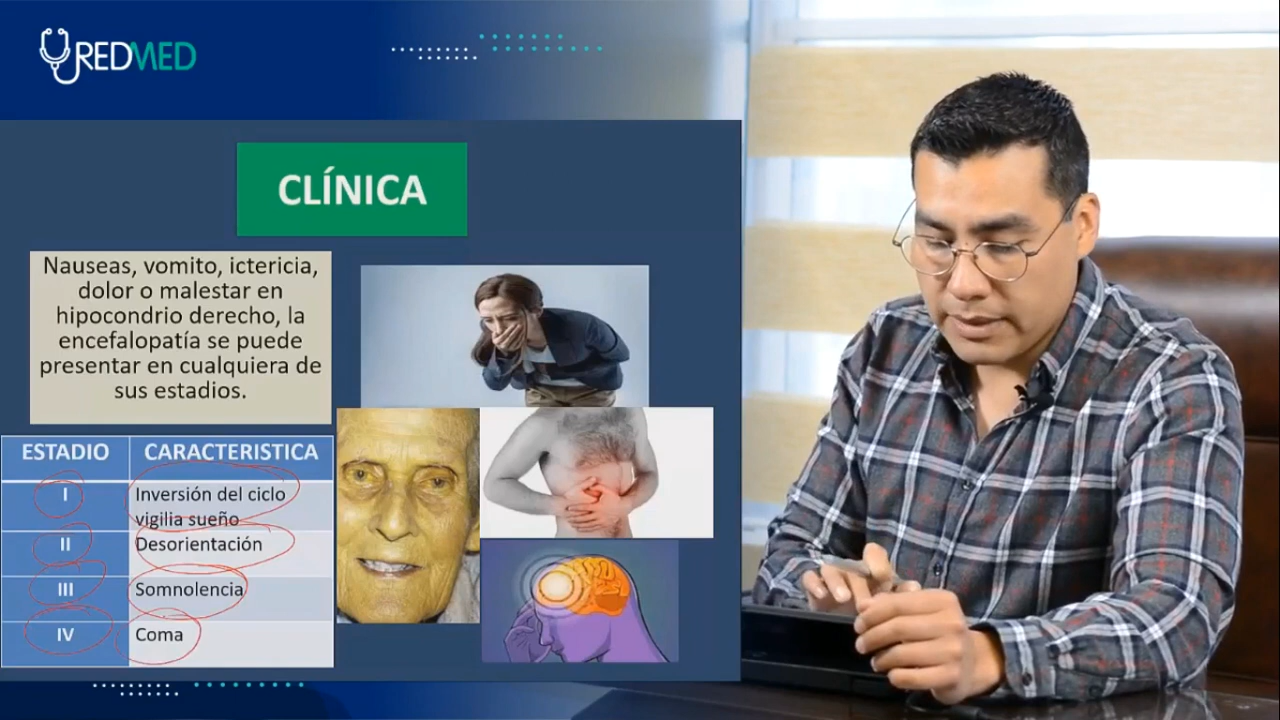 REDMED
CLÍNICA
Nauseas, vomito, ictericia,
dolor o malestar en
hipocondrio derecho, la
encefalopatía se puede
presentar en cualquiera de
sus estadios.
ESTADIO CARACTERISTICA
I Inversión del ciclo
vigilia sueño
II Desorientación
III Somnolencia
IV Coma